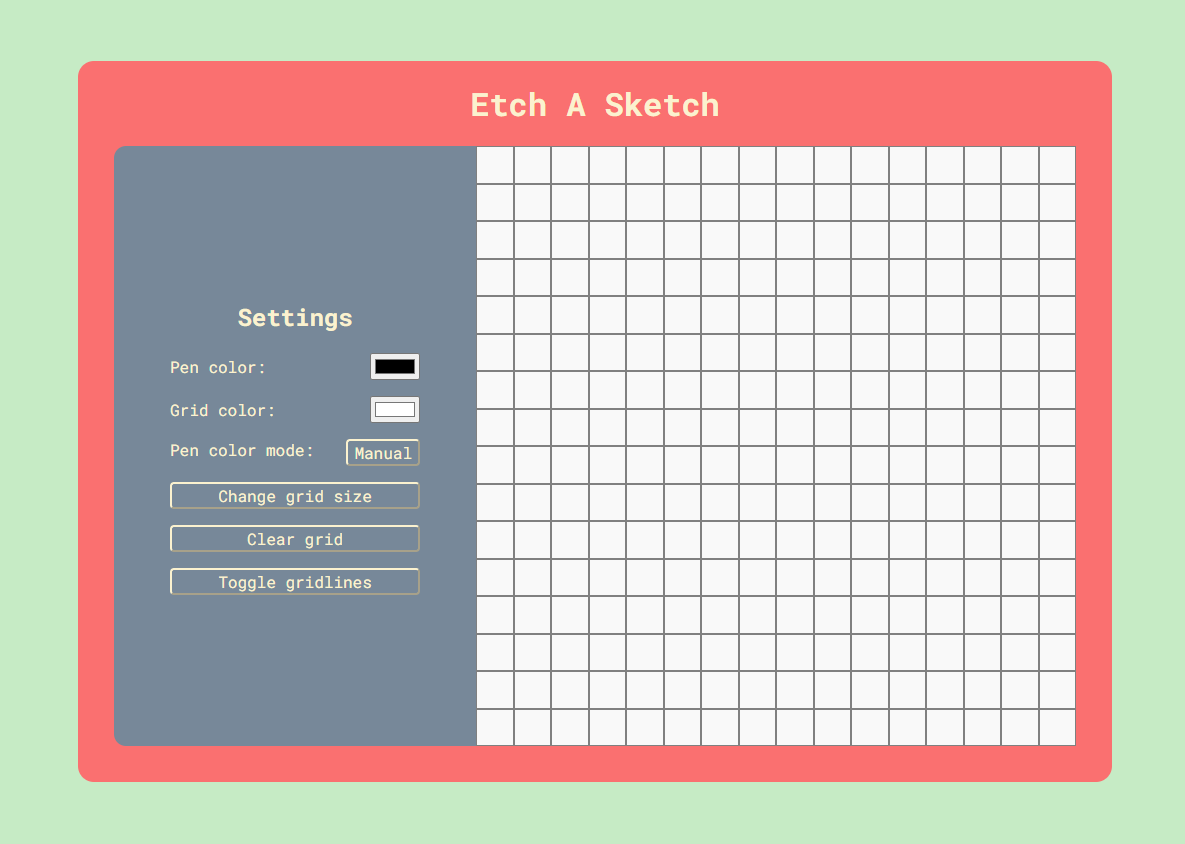 Etch A Sketch
Settings
Pen color:
Grid color:
Pen color mode: Manual
Change grid size
Clear grid
Toggle gridlines